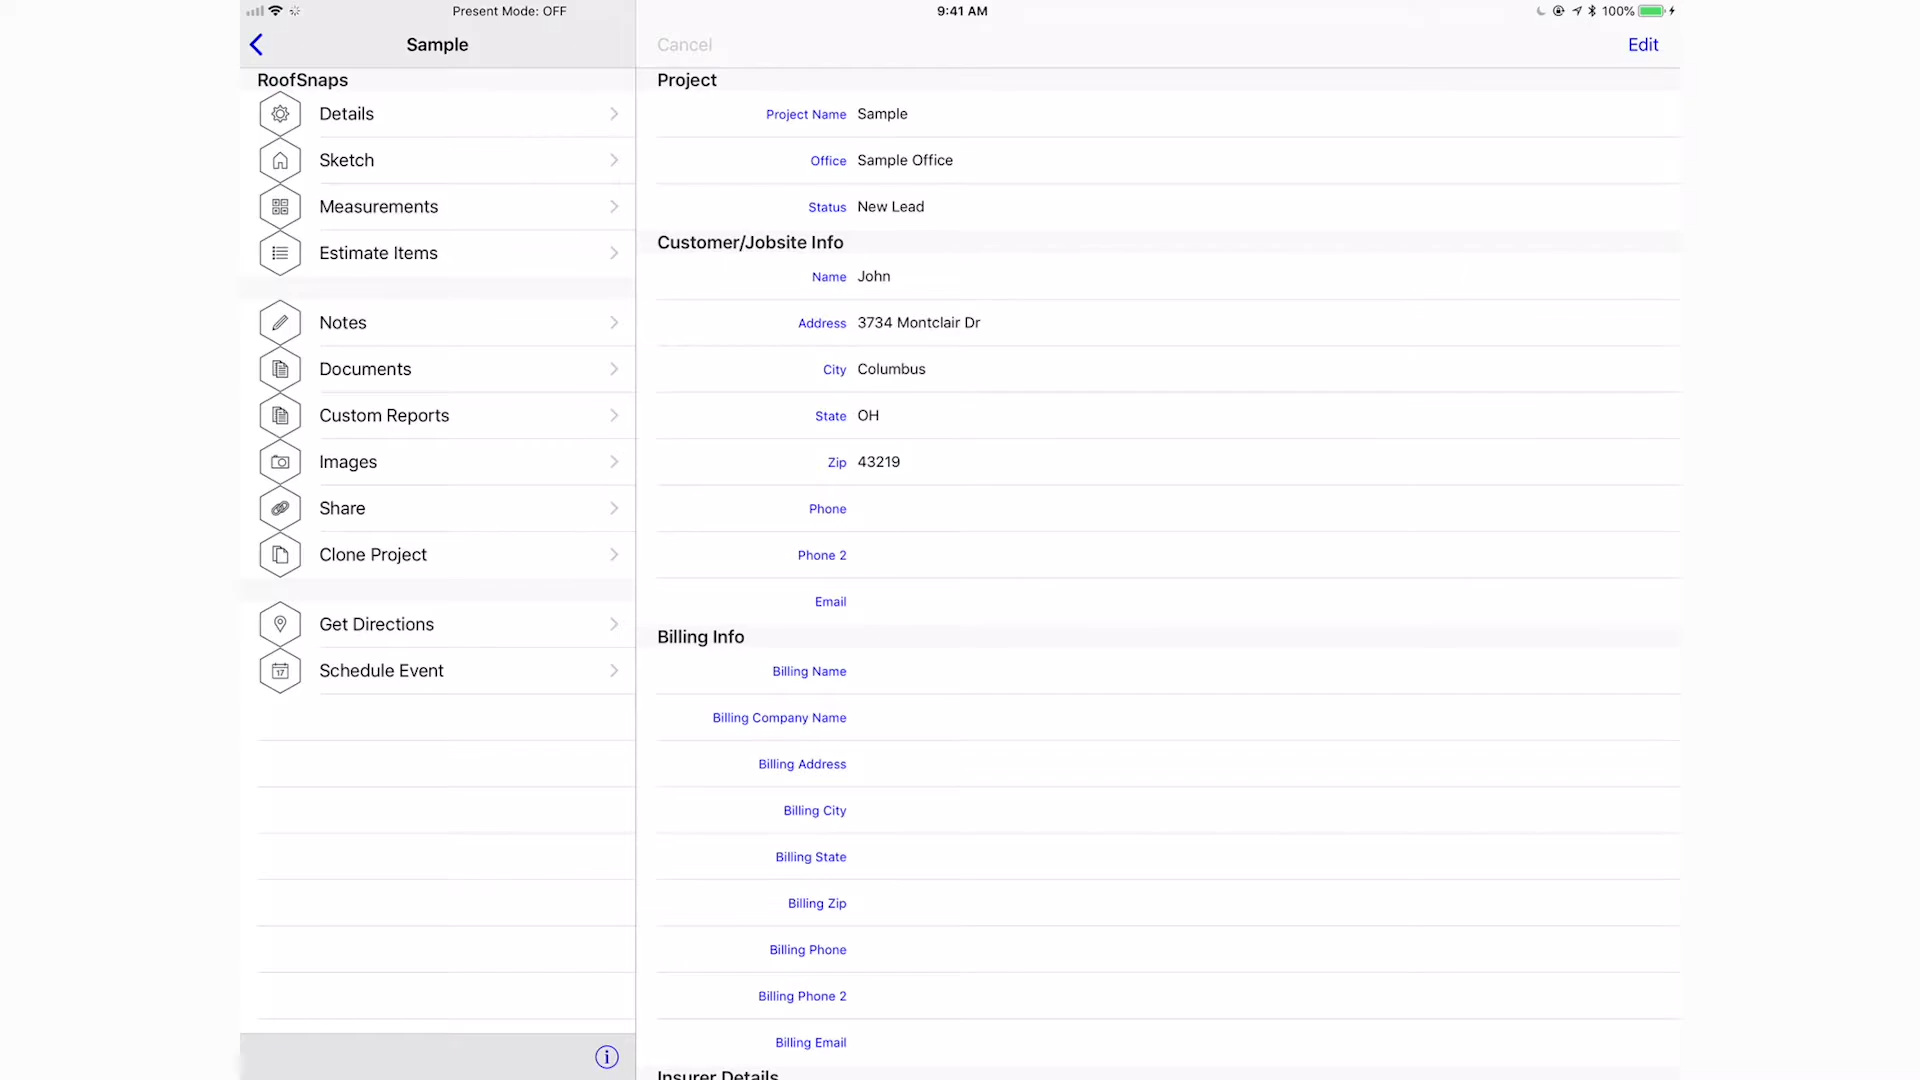 Present Mode: OFF
9:41 AM
100%
Sample
Cancel
Edit
RoofSnaps
Details
Sketch
Measurements
Estimate Items
Notes
Documents
Custom Reports
Images
Share
Clone Project
Get Directions
17
Schedule Event
Project
Project Name Sample
Office Sample Office
Status New Lead
Customer/Jobsite Info
Name John
Address 3734 Montclair Dr
City Columbus
State OH
Zip 43219
Phone
Phone 2
Email
Billing Info
Billing Name
Billing Company Name
Billing Address
Billing City
Billing State
Billing Zip
Billing Phone
Billing Phone 2
Billing Email
Insurer Details